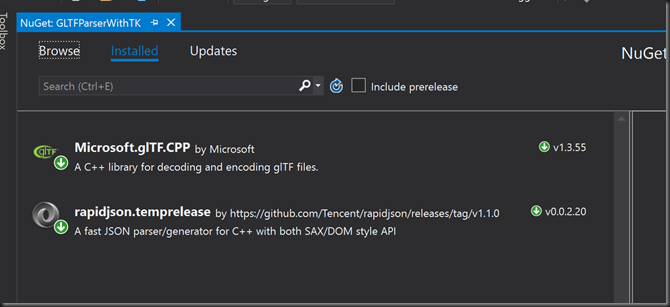 NuGet: GLTFParserWithTK
Toolbox
Browse Installed Updates NuG
Search (Ctrl+E) Include prerelease
glTF Microsoft.glTF.CPP by Microsoft v1.3.55
A C++ library for decoding and encoding glTF files.
rapidjson.temprelease by https://github.com/Tencent/rapidjson/releases/tag/v1.1.0 v0.0.2.20
A fast JSON parser/generator for C++ with both SAX/DOM style API